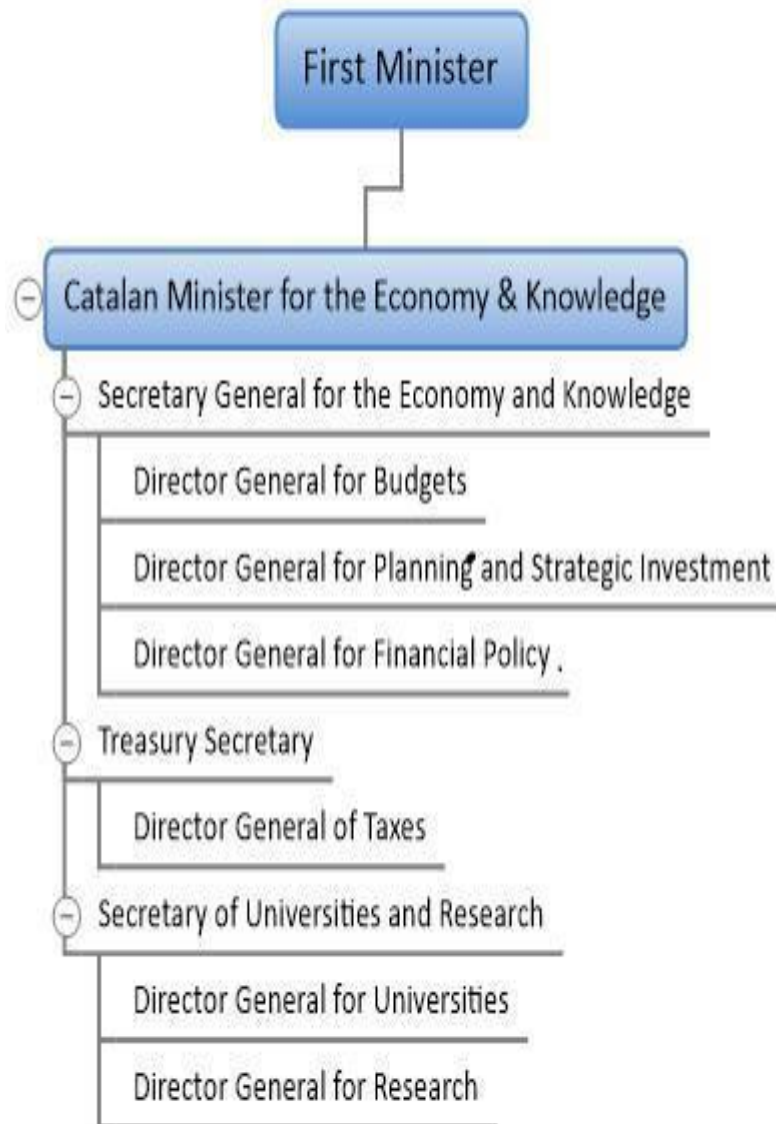 First Minister
Catalan Minister for the Economy & Knowledge
Secretary General for the Economy and Knowledge
Director General for Budgets
Director General for Planning and Strategic Investment
Director General for Financial Policy .
Treasury Secretary
Director General of Taxes
Secretary of Universities and Research
Director General for Universities
Director General for Research